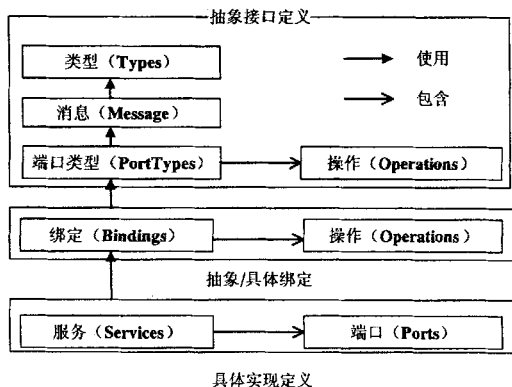 抽象接口定义
类型（Types）
使用
消息（Message）
包含
端口类型（PortTypes）
操作（Operations）
绑定（Bindings）
操作（Operations）
抽象/具体绑定
服务（Services）
端口（Ports）
具体实现定义